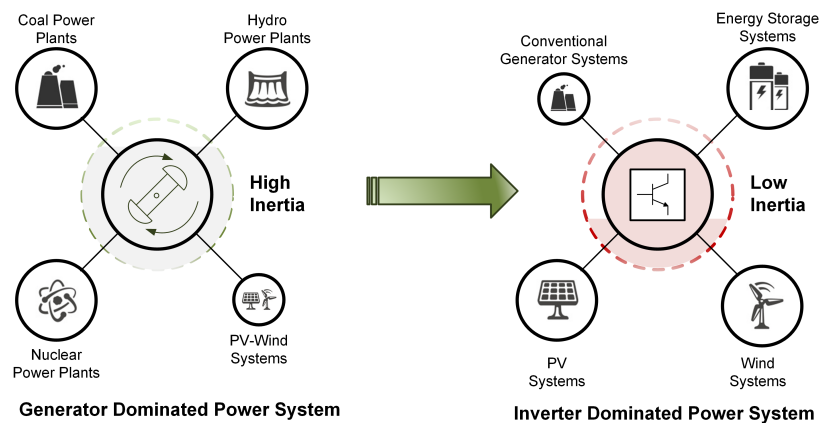 Coal Power
Plants
Hydro
Power Plants
High
Inertia
Nuclear
Power Plants
PV-Wind
Systems
Generator Dominated Power System
Conventional
Generator Systems
Energy Storage
Systems
Low
Inertia
PV
Systems
Wind
Systems
Inverter Dominated Power System